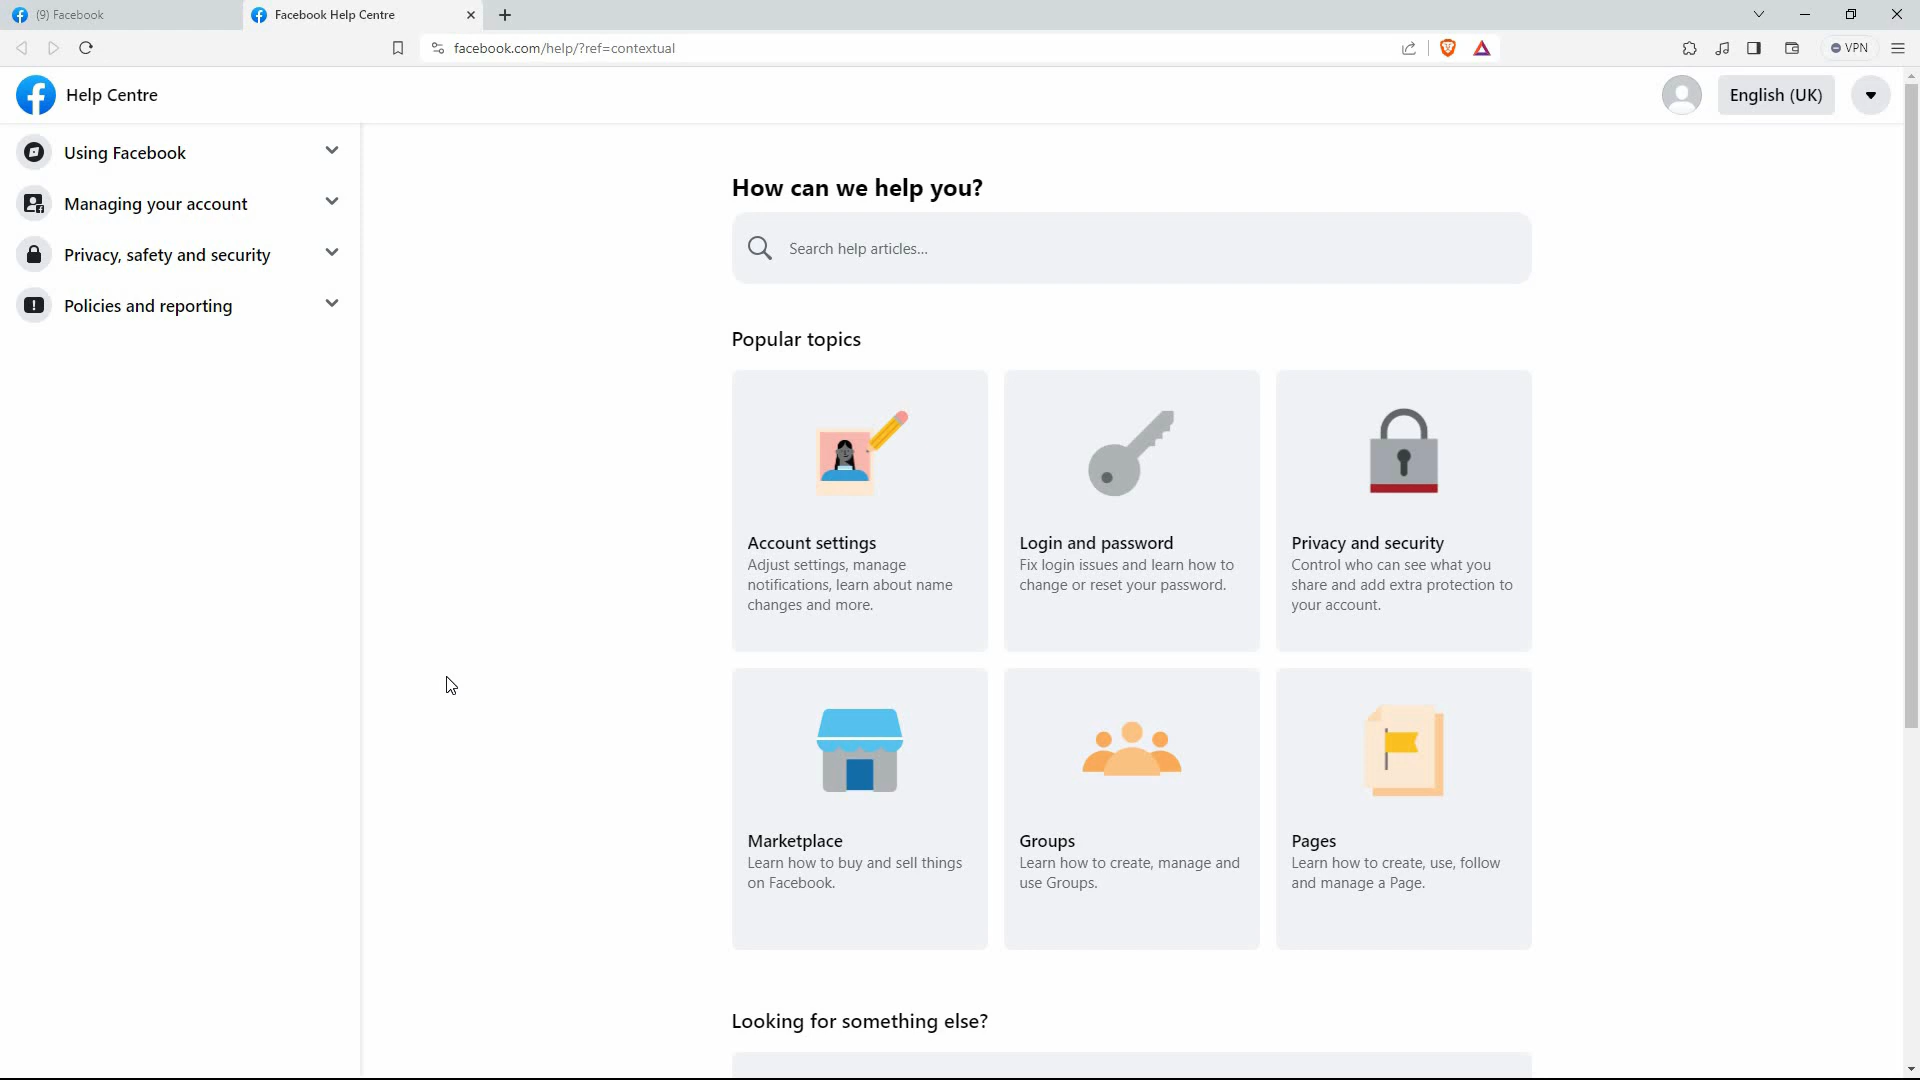 (9) Facebook
Facebook Help Centre
facebook.com/help/?ref=contextual
VPN
Help Centre
English (UK)
Using Facebook
Managing your account
Privacy, safety and security
Policies and reporting
How can we help you?
Search help articles...
Popular topics
Account settings
Adjust settings, manage
notifications, learn about name
changes and more.
Login and password
Fix login issues and learn how to
change or reset your password.
Privacy and security
Control who can see what you
share and add extra protection to
your account.
Marketplace
Learn how to buy and sell things
on Facebook.
Groups
Learn how to create, manage and
use Groups.
Pages
Learn how to create, use, follow
and manage a Page.
Looking for something else?